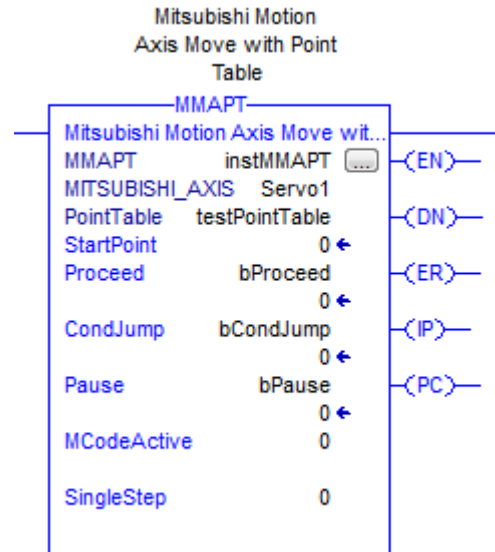 Mitsubishi Motion
Axis Move with Point
Table
MMAPT
Mitsubishi Motion Axis Move wit...
MMAPT instMMAPT ... EN
MITSUBISHI_AXIS Servo1
PointTable testPointTable DN
StartPoint 0
Proceed bProceed ER
0
CondJump bCondJump IP
0
Pause bPause PC
0
MCodeActive 0
SingleStep 0